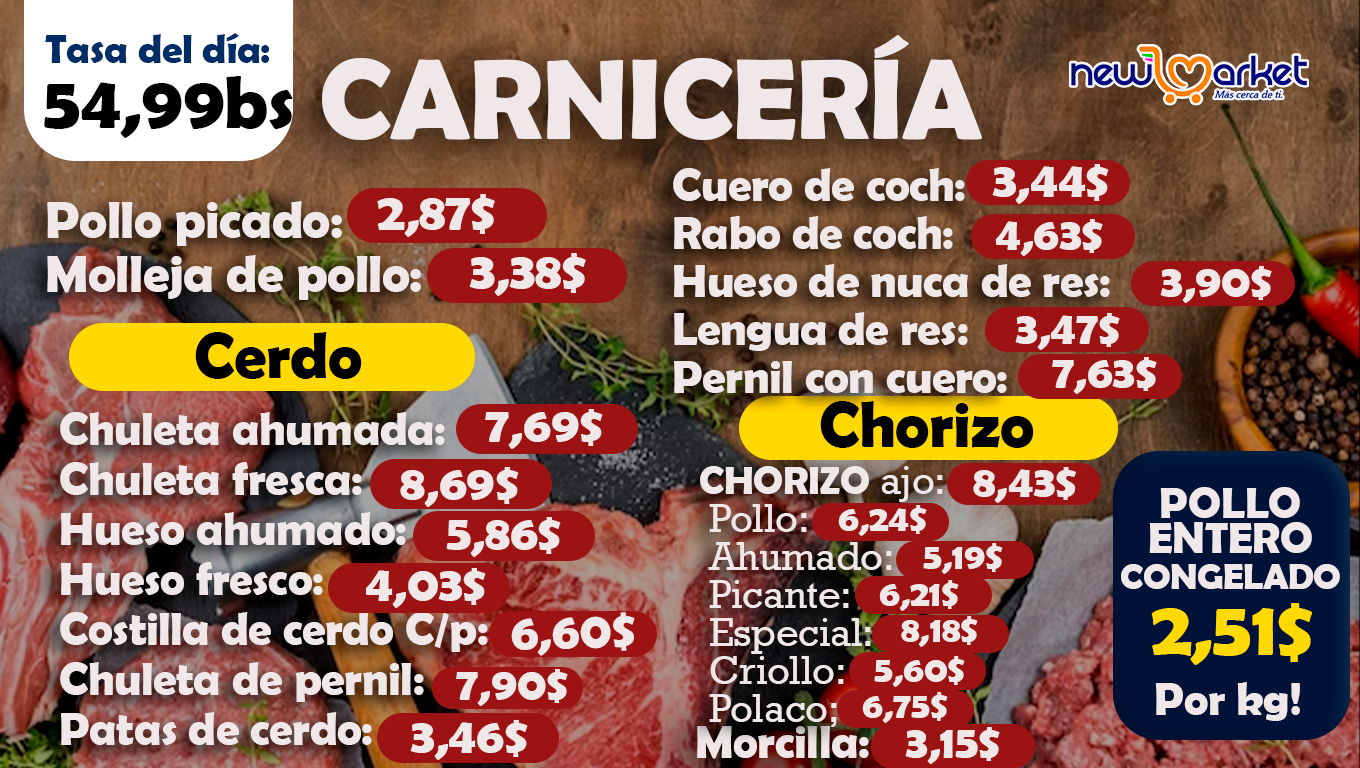 Tasa del día:
54,99bs
CARNICERÍA
new market
Más cerca de ti.
Pollo picado: 2,87$
Molleja de pollo: 3,38$
Cerdo
Chuleta ahumada: 7,69$
Chuleta fresca: 8,69$
Hueso ahumado: 5,86$
Hueso fresco: 4,03$
Costilla de cerdo C/p: 6,60$
Chuleta de pernil: 7,90$
Patas de cerdo: 3,46$
Cuero de coch: 3,44$
Rabo de coch: 4,63$
Hueso de nuca de res: 3,90$
Lengua de res: 3,47$
Pernil con cuero: 7,63$
Chorizo
CHORIZO ajo: 8,43$
Pollo: 6,24$
Ahumado: 5,19$
Picante: 6,21$
Especial: 8,18$
Criollo: 5,60$
Polaco; 6,75$
Morcilla: 3,15$
POLLO
ENTERO
CONGELADO
2,51$
Por kg!